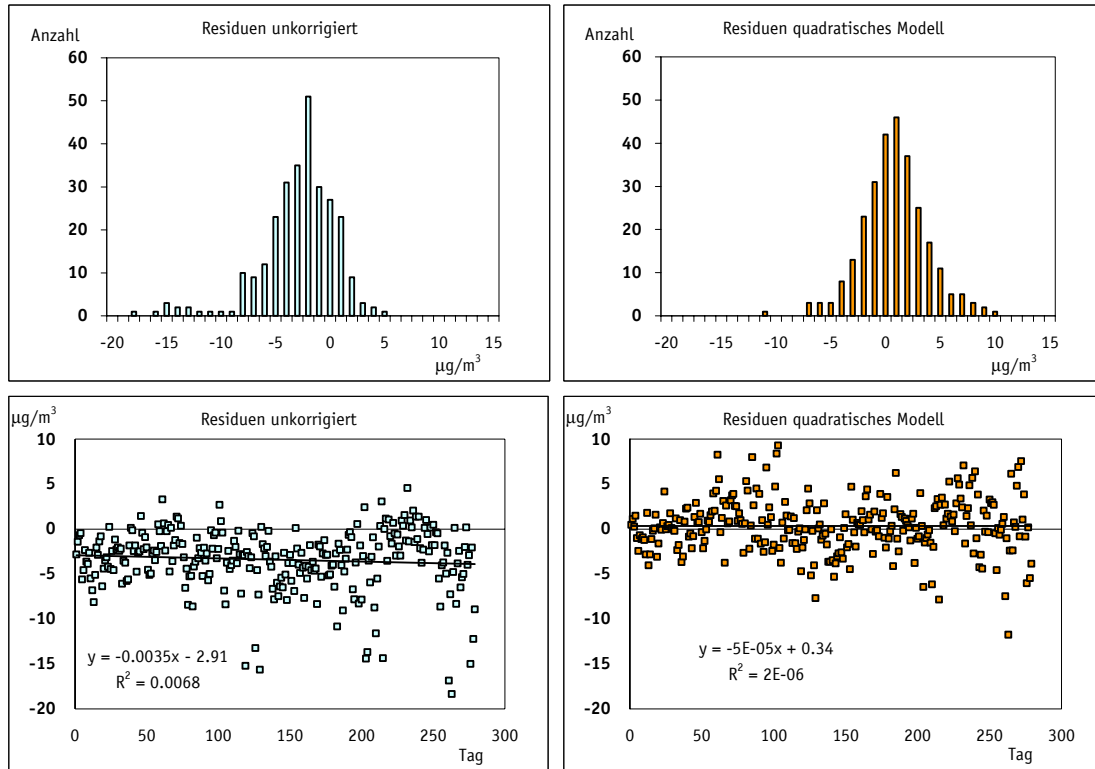 Residuen unkorrigiert
Anzahl
60
50
40
30
20
10
0
-20 -15 -10 -5 0 5 10 15
µg/m³
Residuen quadratisches Modell
Anzahl
60
50
40
30
20
10
0
-20 -15 -10 -5 0 5 10 15
µg/m³
µg/m³
Residuen unkorrigiert
10
5
0
-5
-10
-15
-20
y = -0.0035x - 2.91
R² = 0.0068
0 50 100 150 200 250 300
Tag
µg/m³
Residuen quadratisches Modell
10
5
0
-5
-10
-15
-20
y = -5E-05x + 0.34
R² = 2E-06
0 50 100 150 200 250 300
Tag